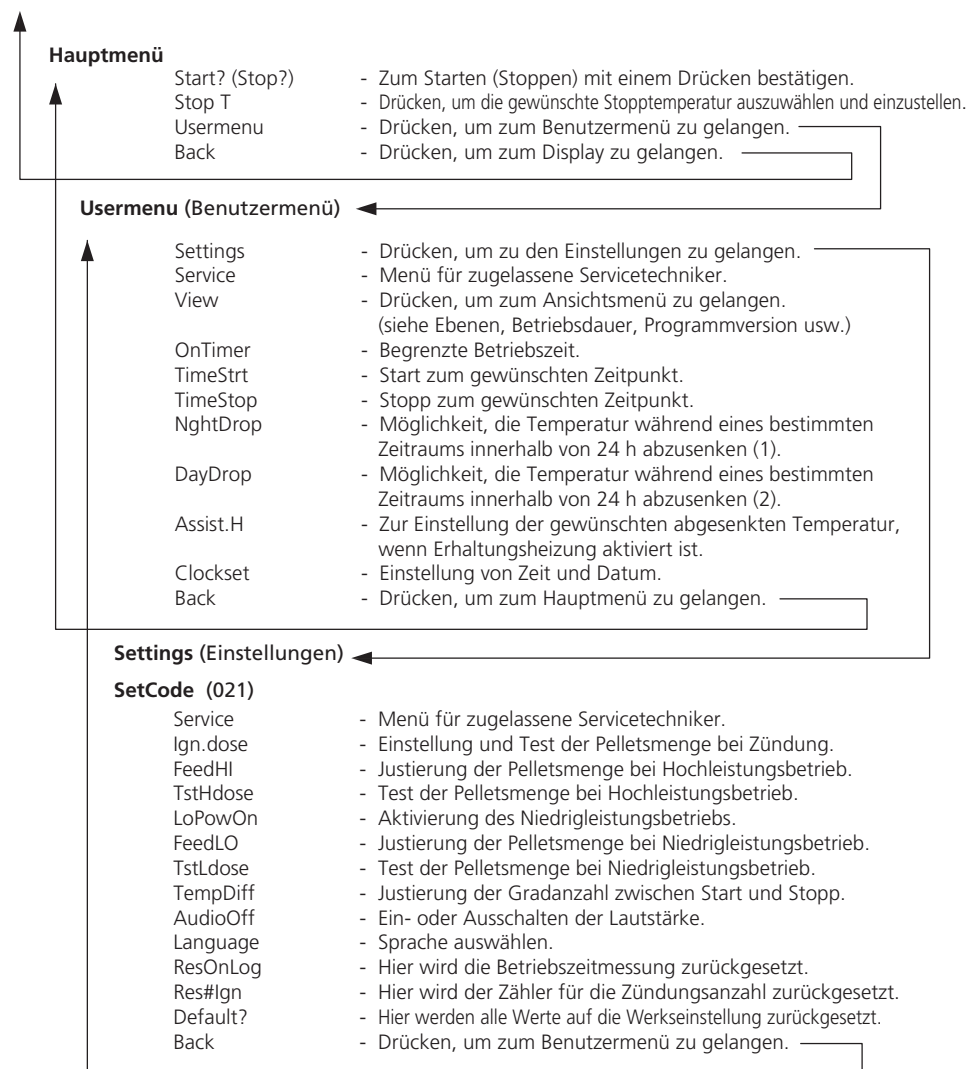 Hauptmenü
Start? (Stop?) - Zum Starten (Stoppen) mit einem Drücken bestätigen.
Stop T - Drücken, um die gewünschte Stopptemperatur auszuwählen und einzustellen.
Usermenu - Drücken, um zum Benutzermenü zu gelangen.
Back - Drücken, um zum Display zu gelangen.
Usermenu (Benutzermenü)
Settings - Drücken, um zu den Einstellungen zu gelangen.
Service - Menü für zugelassene Servicetechniker.
View - Drücken, um zum Ansichtsmenü zu gelangen.
(siehe Ebenen, Betriebsdauer, Programmversion usw.)
OnTimer - Begrenzte Betriebszeit.
TimeStrt - Start zum gewünschten Zeitpunkt.
TimeStop - Stopp zum gewünschten Zeitpunkt.
NghtDrop - Möglichkeit, die Temperatur während eines bestimmten
Zeitraums innerhalb von 24 h abzusenken (1).
DayDrop - Möglichkeit, die Temperatur während eines bestimmten
Zeitraums innerhalb von 24 h abzusenken (2).
Assist.H - Zur Einstellung der gewünschten abgesenkten Temperatur,
wenn Erhaltungsheizung aktiviert ist.
Clockset - Einstellung von Zeit und Datum.
Back - Drücken, um zum Hauptmenü zu gelangen.
Settings (Einstellungen)
SetCode (021)
Service - Menü für zugelassene Servicetechniker.
Ign.dose - Einstellung und Test der Pelletsmenge bei Zündung.
FeedHI - Justierung der Pelletsmenge bei Hochleistungsbetrieb.
TstHdose - Test der Pelletsmenge bei Hochleistungsbetrieb.
LoPowOn - Aktivierung des Niedrigleistungsbetriebs.
FeedLO - Justierung der Pelletsmenge bei Niedrigleistungsbetrieb.
TstLdose - Test der Pelletsmenge bei Niedrigleistungsbetrieb.
TempDiff - Justierung der Gradanzahl zwischen Start und Stopp.
AudioOff - Ein- oder Ausschalten der Lautstärke.
Language - Sprache auswählen.
ResOnLog - Hier wird die Betriebszeitmessung zurückgesetzt.
Res#Ign - Hier wird der Zähler für die Zündungsanzahl zurückgesetzt.
Default? - Hier werden alle Werte auf die Werkseinstellung zurückgesetzt.
Back - Drücken, um zum Benutzermenü zu gelangen.